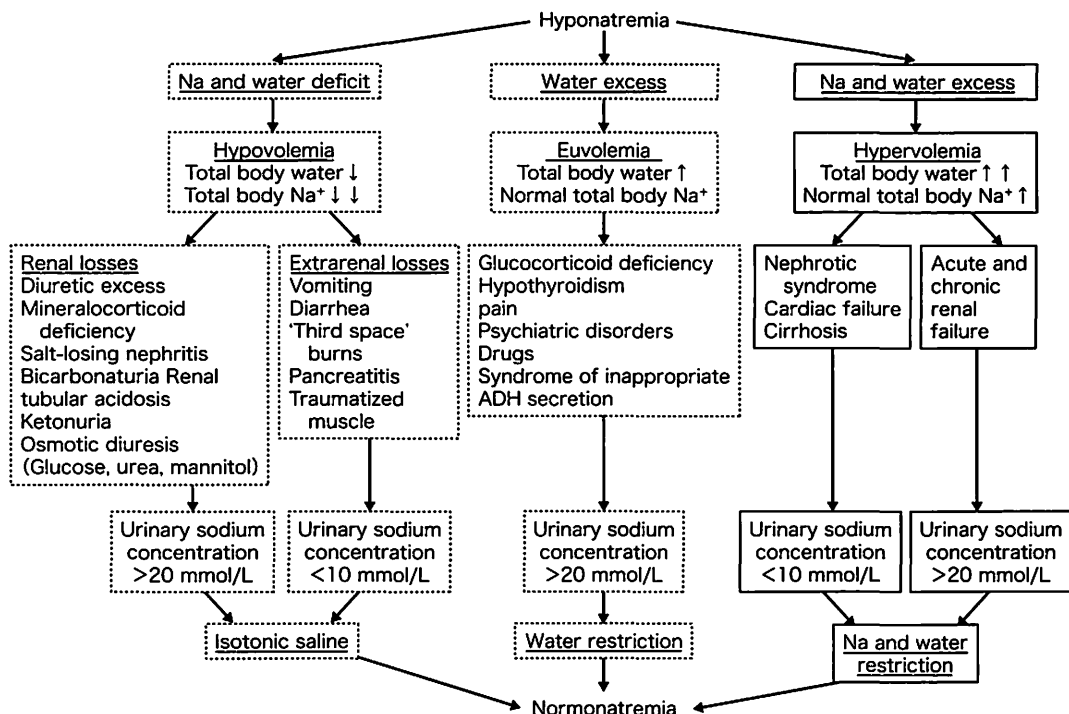 Hyponatremia
Na and water deficit
Water excess
Na and water excess
Hypovolemia
Total body water ↓
Total body Na⁺ ↓ ↓
Euvolemia
Total body water ↑
Normal total body Na⁺
Hypervolemia
Total body water ↑ ↑
Normal total body Na⁺ ↑
Renal losses
Diuretic excess
Mineralocorticoid
deficiency
Salt-losing nephritis
Bicarbonaturia Renal
tubular acidosis
Ketonuria
Osmotic diuresis
(Glucose, urea, mannitol)
Extrarenal losses
Vomiting
Diarrhea
'Third space'
burns
Pancreatitis
Traumatized
muscle
Glucocorticoid deficiency
Hypothyroidism
pain
Psychiatric disorders
Drugs
Syndrome of inappropriate
ADH secretion
Nephrotic
syndrome
Cardiac failure
Cirrhosis
Acute and
chronic
renal
failure
Urinary sodium
concentration
>20 mmol/L
Urinary sodium
concentration
<10 mmol/L
Urinary sodium
concentration
>20 mmol/L
Urinary sodium
concentration
<10 mmol/L
Urinary sodium
concentration
>20 mmol/L
Isotonic saline
Water restriction
Na and water
restriction
Normonatremia